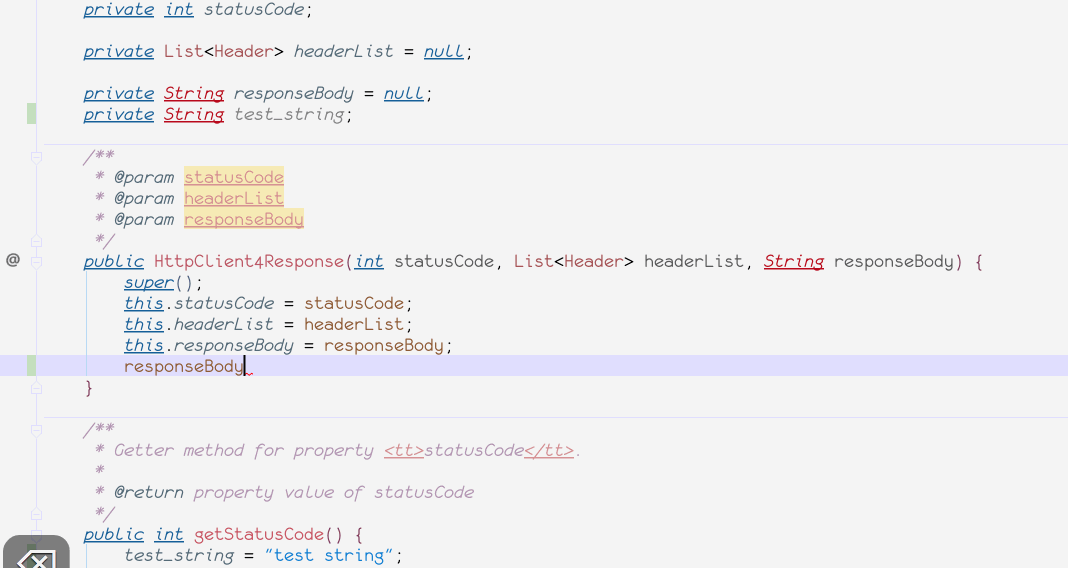 private int statusCode;
private List<Header> headerList = null;
private String responseBody = null;
private String test_string;
/**
* @param statusCode
* @param headerList
* @param responseBody
*/
@ public HttpClient4Response(int statusCode, List<Header> headerList, String responseBody) {
super();
this.statusCode = statusCode;
this.headerList = headerList;
this.responseBody = responseBody;
responseBody
}
/**
* Getter method for property <tt>statusCode</tt>.
*
* @return property value of statusCode
*/
public int getStatusCode() {
test_string = "test string";